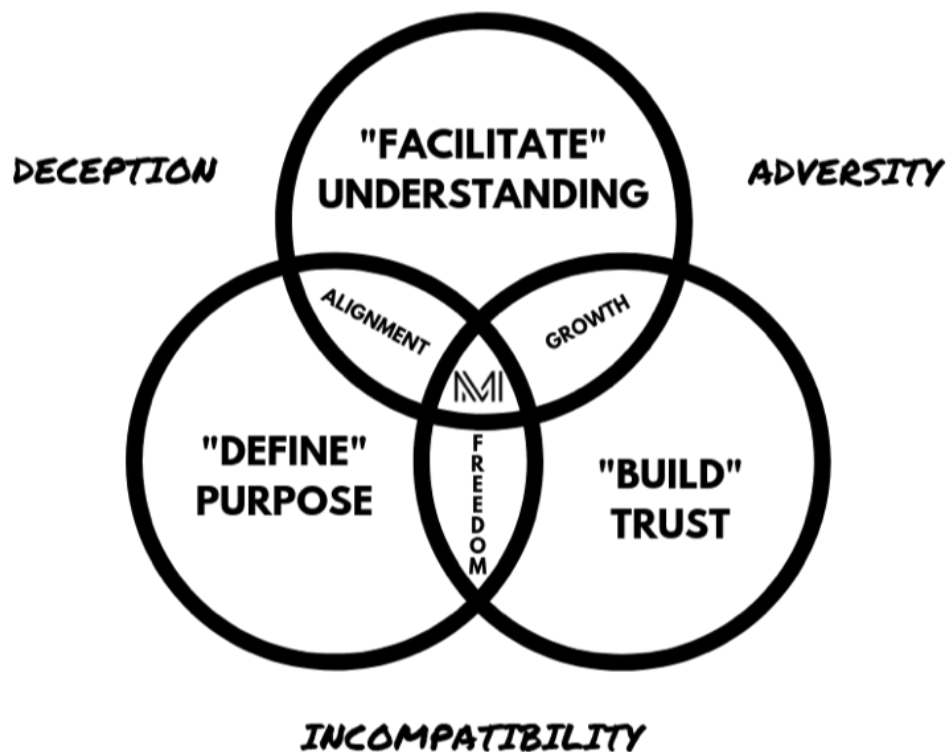 "FACILITATE"
UNDERSTANDING
DECEPTION
ADVERSITY
ALIGNMENT
GROWTH
M
"DEFINE"
PURPOSE
FREEDOM
"BUILD"
TRUST
INCOMPATIBILITY